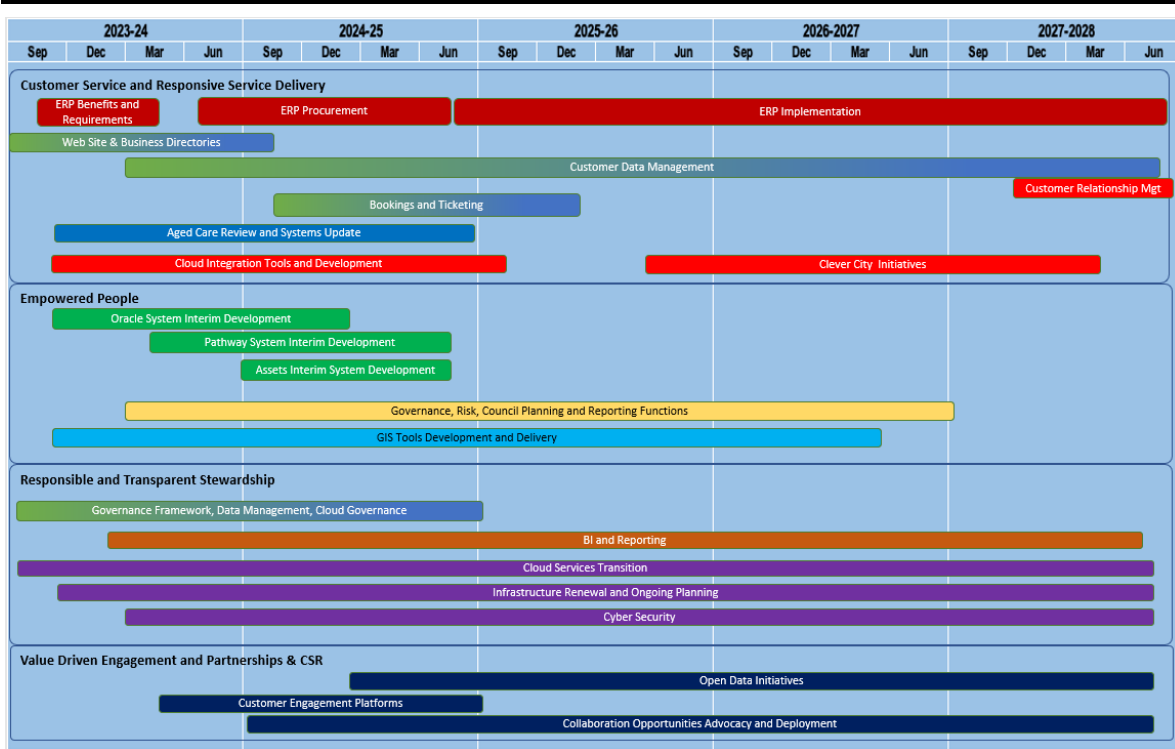 2023-24 2024-25 2025-26 2026-2027 2027-2028
Sep Dec Mar Jun Sep Dec Mar Jun Sep Dec Mar Jun Sep Dec Mar Jun Sep Dec Mar Jun
Customer Service and Responsive Service Delivery
ERP Benefits and
Requirements
ERP Procurement
ERP Implementation
Web Site & Business Directories
Customer Data Management
Customer Relationship Mgt
Bookings and Ticketing
Aged Care Review and Systems Update
Cloud Integration Tools and Development
Clever City Initiatives
Empowered People
Oracle System Interim Development
Pathway System Interim Development
Assets Interim System Development
Governance, Risk, Council Planning and Reporting Functions
GIS Tools Development and Delivery
Responsible and Transparent Stewardship
Governance Framework, Data Management, Cloud Governance
BI and Reporting
Cloud Services Transition
Infrastructure Renewal and Ongoing Planning
Cyber Security
Value Driven Engagement and Partnerships & CSR
Open Data Initiatives
Customer Engagement Platforms
Collaboration Opportunities Advocacy and Deployment